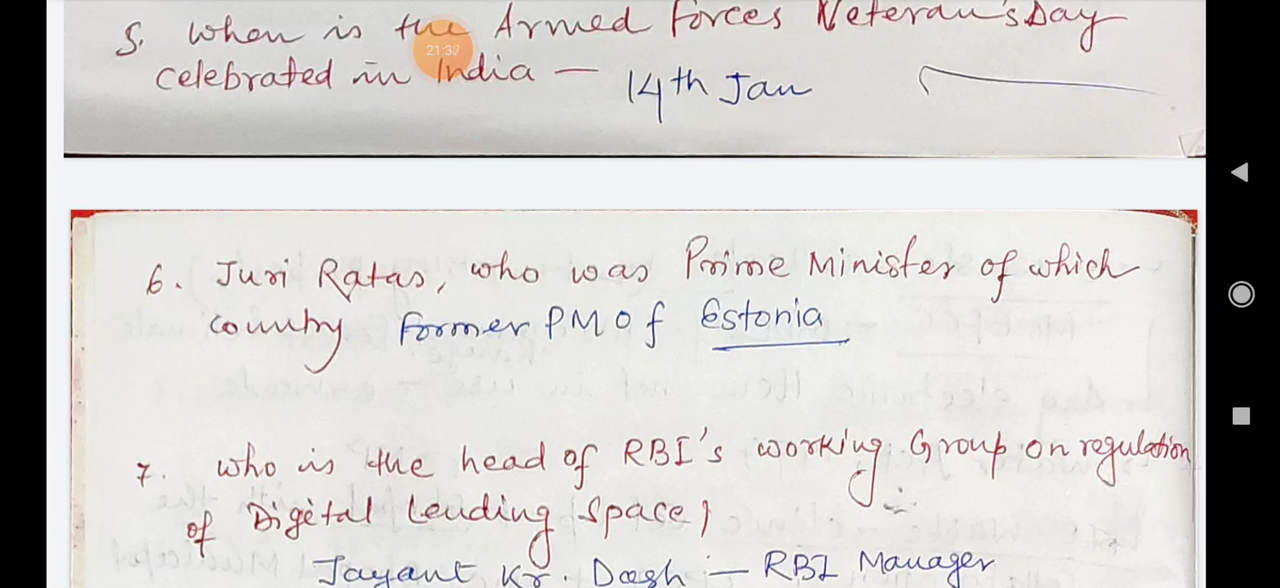 5. When is the Armed Forces Veteran's Day
21:39
celebrated in India — 14th Jan
6. Juri Ratas, who was Prime Minister of which
country Former PM of Estonia
7. who is the head of RBI's working Group on regulation
of Digital lending space,
Jayant Kr. Dash — RBI Manager